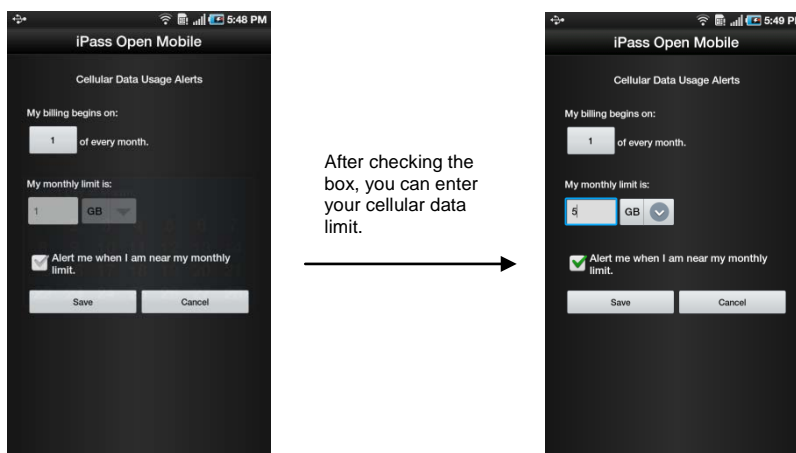 5:48 PM
iPass Open Mobile
Cellular Data Usage Alerts
My billing begins on:
1 of every month.
My monthly limit is:
1 GB
Alert me when I am near my monthly
limit.
Save Cancel
After checking the
box, you can enter
your cellular data
limit.
5:49 P
iPass Open Mobile
Cellular Data Usage Alerts
My billing begins on:
1 of every month.
My monthly limit is:
5 GB
Alert me when I am near my monthly
limit.
Save Cancel